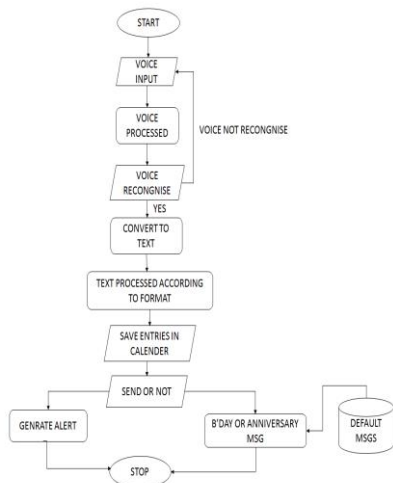 START
VOICE
INPUT
VOICE
PROCESSED
VOICE NOT RECONGNISE
VOICE
RECONGNISE
YES
CONVERT TO
TEXT
TEXT PROCESSED ACCORDING
TO FORMAT
SAVE ENTRIES IN
CALENDER
SEND OR NOT
GENRATE ALERT
B'DAY OR ANNIVERSARY
MSG
DEFAULT
MSGS
STOP